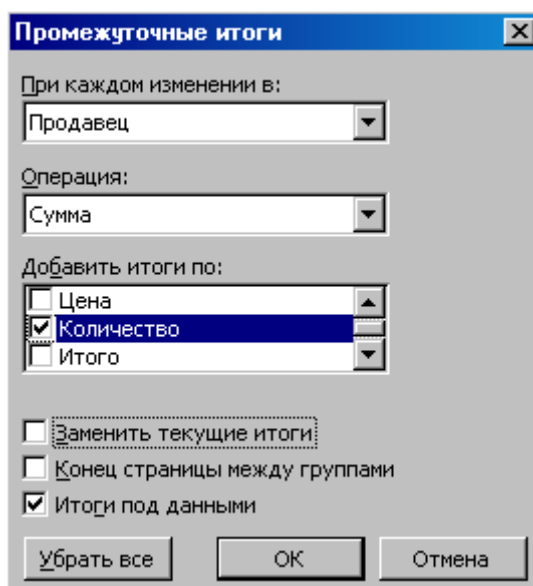 Промежуточные итоги
При каждом изменении в:
Продавец
Операция:
Сумма
Добавить итоги по:
Цена
Количество
Итого
Заменить текущие итоги
Конец страницы между группами
Итоги под данными
Убрать все ОК Отмена